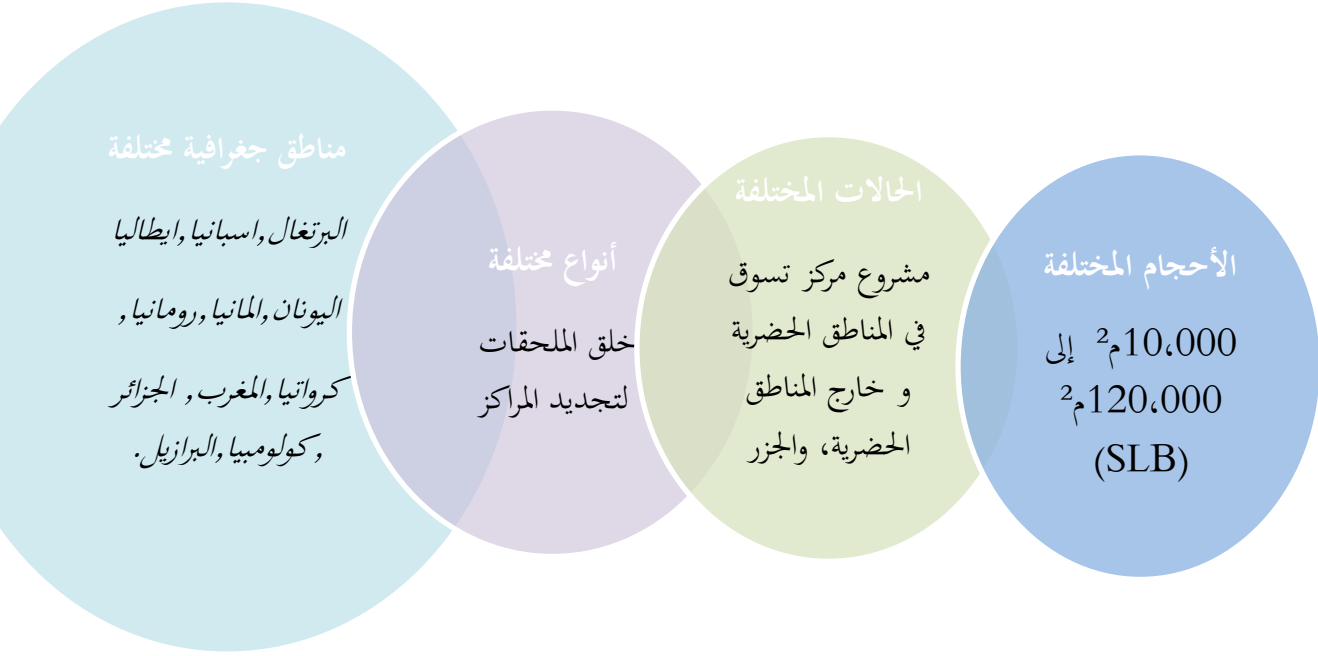 الأحجام المختلفة
10،000م² إلى
120،000م²
(SLB)
الحالات المختلفة
مشروع مركز تسوق
في المناطق الحضرية
و خارج المناطق
الحضرية، والجزر
أنواع مختلفة
خلق الملحقات
لتجديد المراكز
مناطق جغرافية مختلفة
البرتغال,اسبانيا,ايطاليا
اليونان,المانيا,رومانيا,
كرواتيا,المغرب, الجزائر
,كولومبيا,البرازيل.